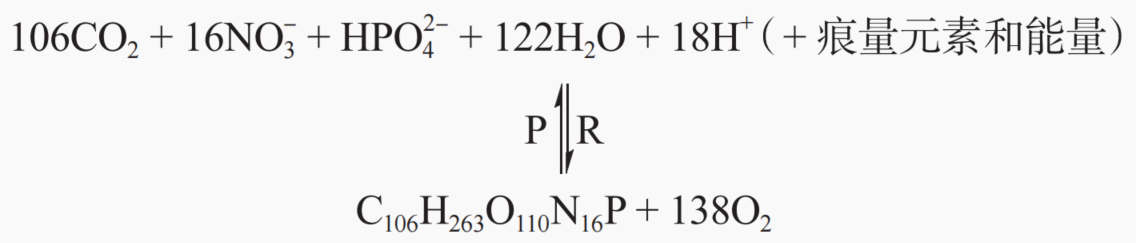 106CO₂ + 16NO₃⁻ + HPO₄²⁻ + 122H₂O + 18H⁺ (+ 痕量元素和能量)
P R
C₁₀₆H₂₆₃O₁₁₀N₁₆P + 138O₂